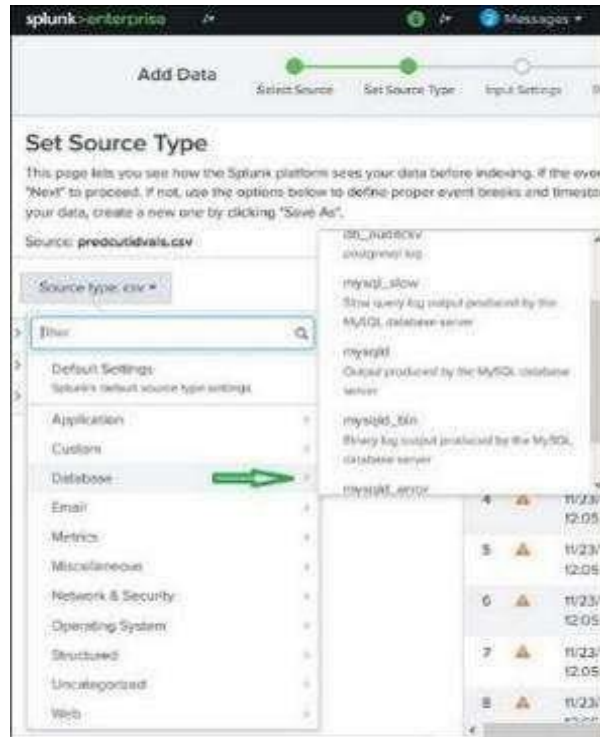 splunk>enterprise
Messages
Add Data
Select Source
Set Source Type
Input Settings
Set Source Type
This page lets you see how the Splunk platform sees your data before indexing. If the
"Next" to proceed. If not, use the options below to define proper event breaks and
your data, create a new one by clicking "Save As".
Source: predcutidvals.csv
Source type: csv
filter
Default Settings
Splunk's default source type settings
Application
Custom
Database
Email
Metrics
Miscellaneous
Network & Security
Operating System
Structured
Uncategorized
Web
postgresql log
mysql_slow
Slow query log output produced by the
MySQL database server
mysqld
Output produced by the MySQL database
server
mysqld_bin
Binary log output produced by the MySQL
database server
mysqld_error
4 11/23/
12:05
5 11/23/
12:05
6 11/23/
12:05
7 11/23/
12:05
8 11/23/